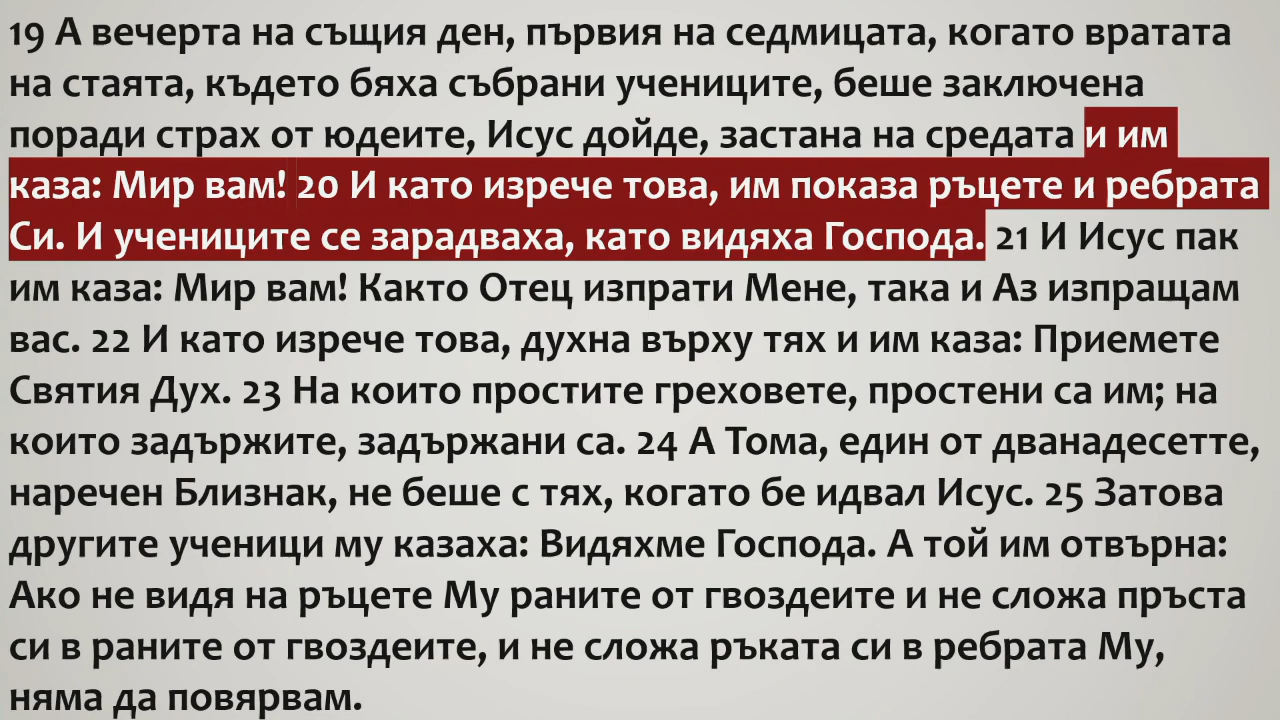 19 А вечерта на същия ден, първия на седмицата, когато вратата
на стаята, където бяха събрани учениците, беше заключена
поради страх от юдеите, Исус дойде, застана на средата и им
каза: Мир вам! 20 И като изрече това, им показа ръцете и ребрата
Си. И учениците се зарадваха, като видяха Господа. 21 И Исус пак
им каза: Мир вам! Както Отец изпрати Мене, така и Аз изпращам
вас. 22 И като изрече това, духна върху тях и им каза: Приемете
Святия Дух. 23 На които простите греховете, простени са им; на
които задържите, задържани са. 24 А Тома, един от дванадесетте,
наречен Близнак, не беше с тях, когато бе идвал Исус. 25 Затова
другите ученици му казаха: Видяхме Господа. А той им отвърна:
Ако не видя на ръцете Му раните от гвоздеите и не сложа пръста
си в раните от гвоздеите, и не сложа ръката си в ребрата Му,
няма да повярвам.